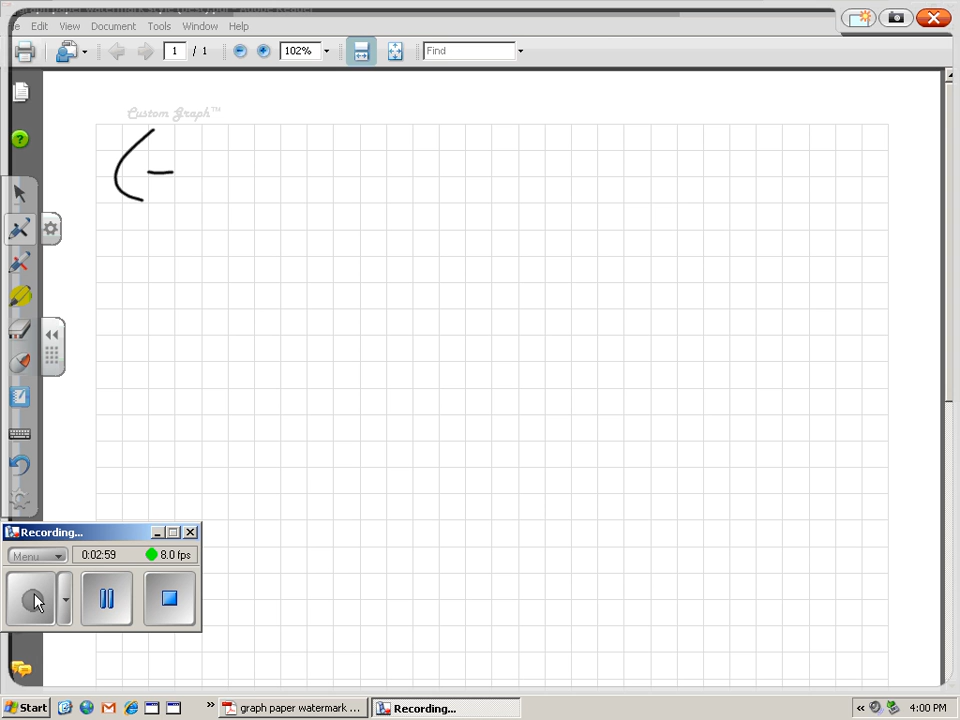 Edit View Document Tools Window Help
1 / 1 102% Find
Custom Graph™
(-
Recording...
Menu 0:02:59 8.0 fps
Start graph paper watermark ... Recording... 4:00 PM